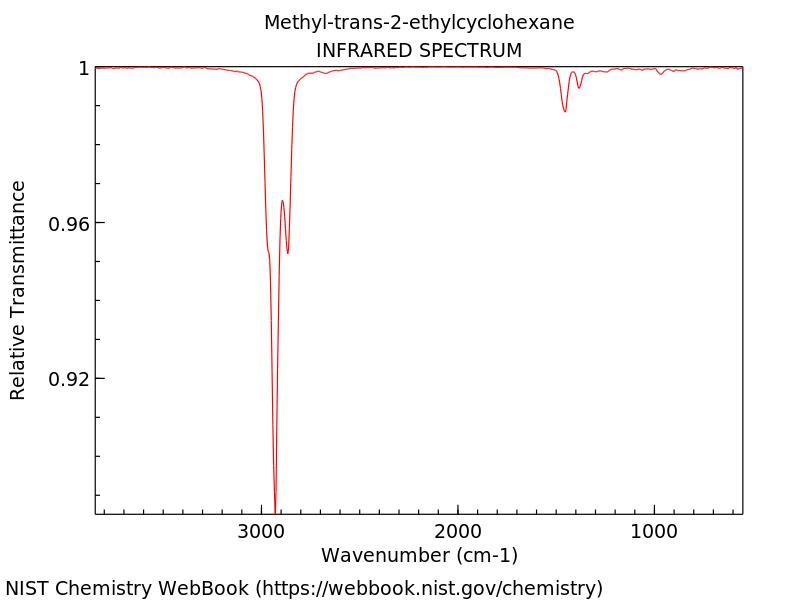 Methyl-trans-2-ethylcyclohexane
INFRARED SPECTRUM
1
0.96
0.92
Relative Transmittance
3000 2000 1000
Wavenumber (cm-1)
NIST Chemistry WebBook (https://webbook.nist.gov/chemistry)